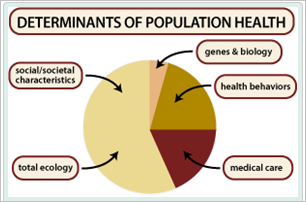 DETERMINANTS OF POPULATION HEALTH
genes & biology
social/societal
characteristics
health behaviors
total ecology
medical care